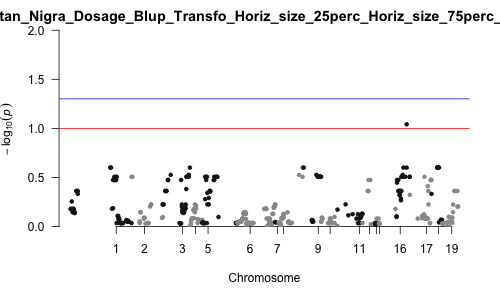 tan_Nigra_Dosage_Blup_Transfo_Horiz_size_25perc_Horiz_size_75perc_
2.0
1.5
1.0
0.5
0.0
−log10(p)
1 2 3 5 6 7 9 11 16 17 19
Chromosome